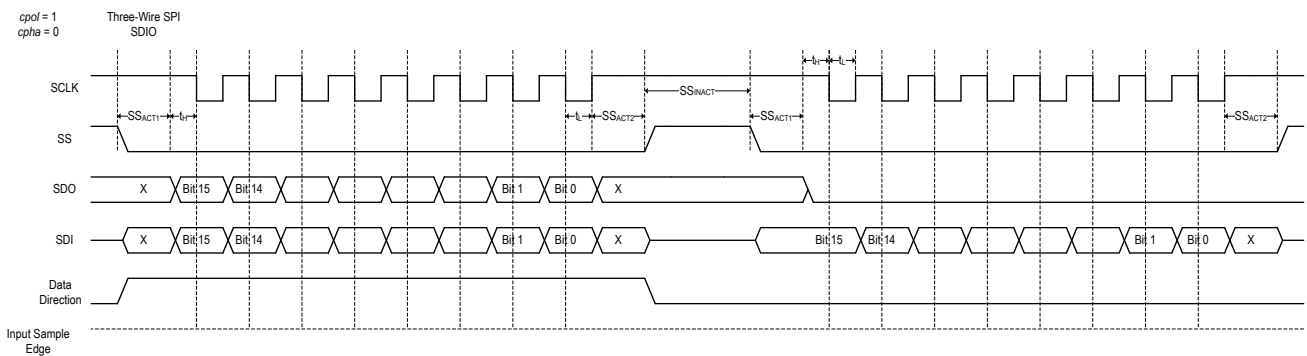 cpol = 1 Three-Wire SPI
cpha = 0 SDIO
tH tL
SCLK
SSINACT
SSACT1 tH tL SSACT2 SSACT1 SSACT2
SS
SDO X Bit 15 Bit 14 Bit 1 Bit 0 X
SDI X Bit 15 Bit 14 Bit 1 Bit 0 X Bit 15 Bit 14 Bit 1 Bit 0 X
Data
Direction
Input Sample
Edge